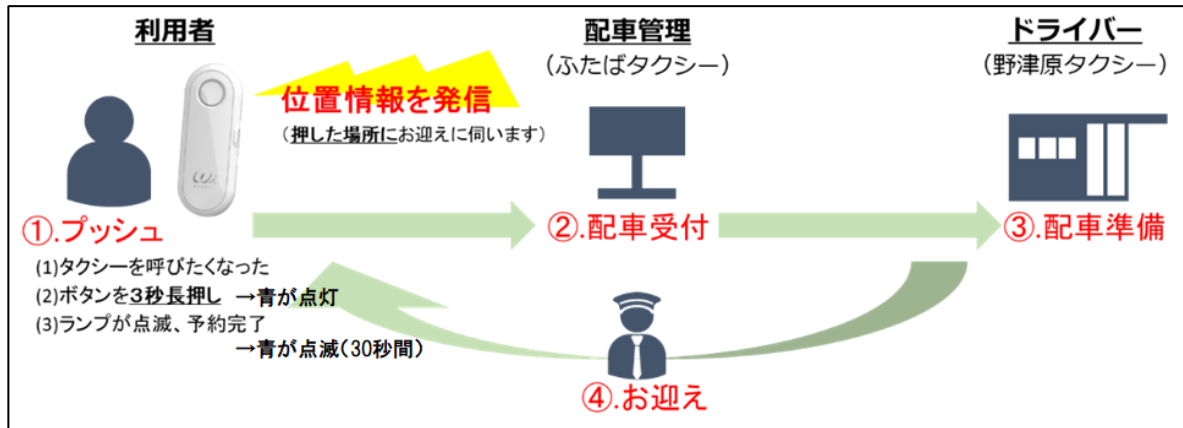 利用者
配車管理
（ふたばタクシー）
ドライバー
（野津原タクシー）
位置情報を発信
（押した場所にお迎えに伺います）
①.プッシュ
(1)タクシーを呼びたくなった
(2)ボタンを３秒長押し →青が点灯
(3)ランプが点滅、予約完了
→青が点滅（30秒間）
②.配車受付
③.配車準備
④.お迎え